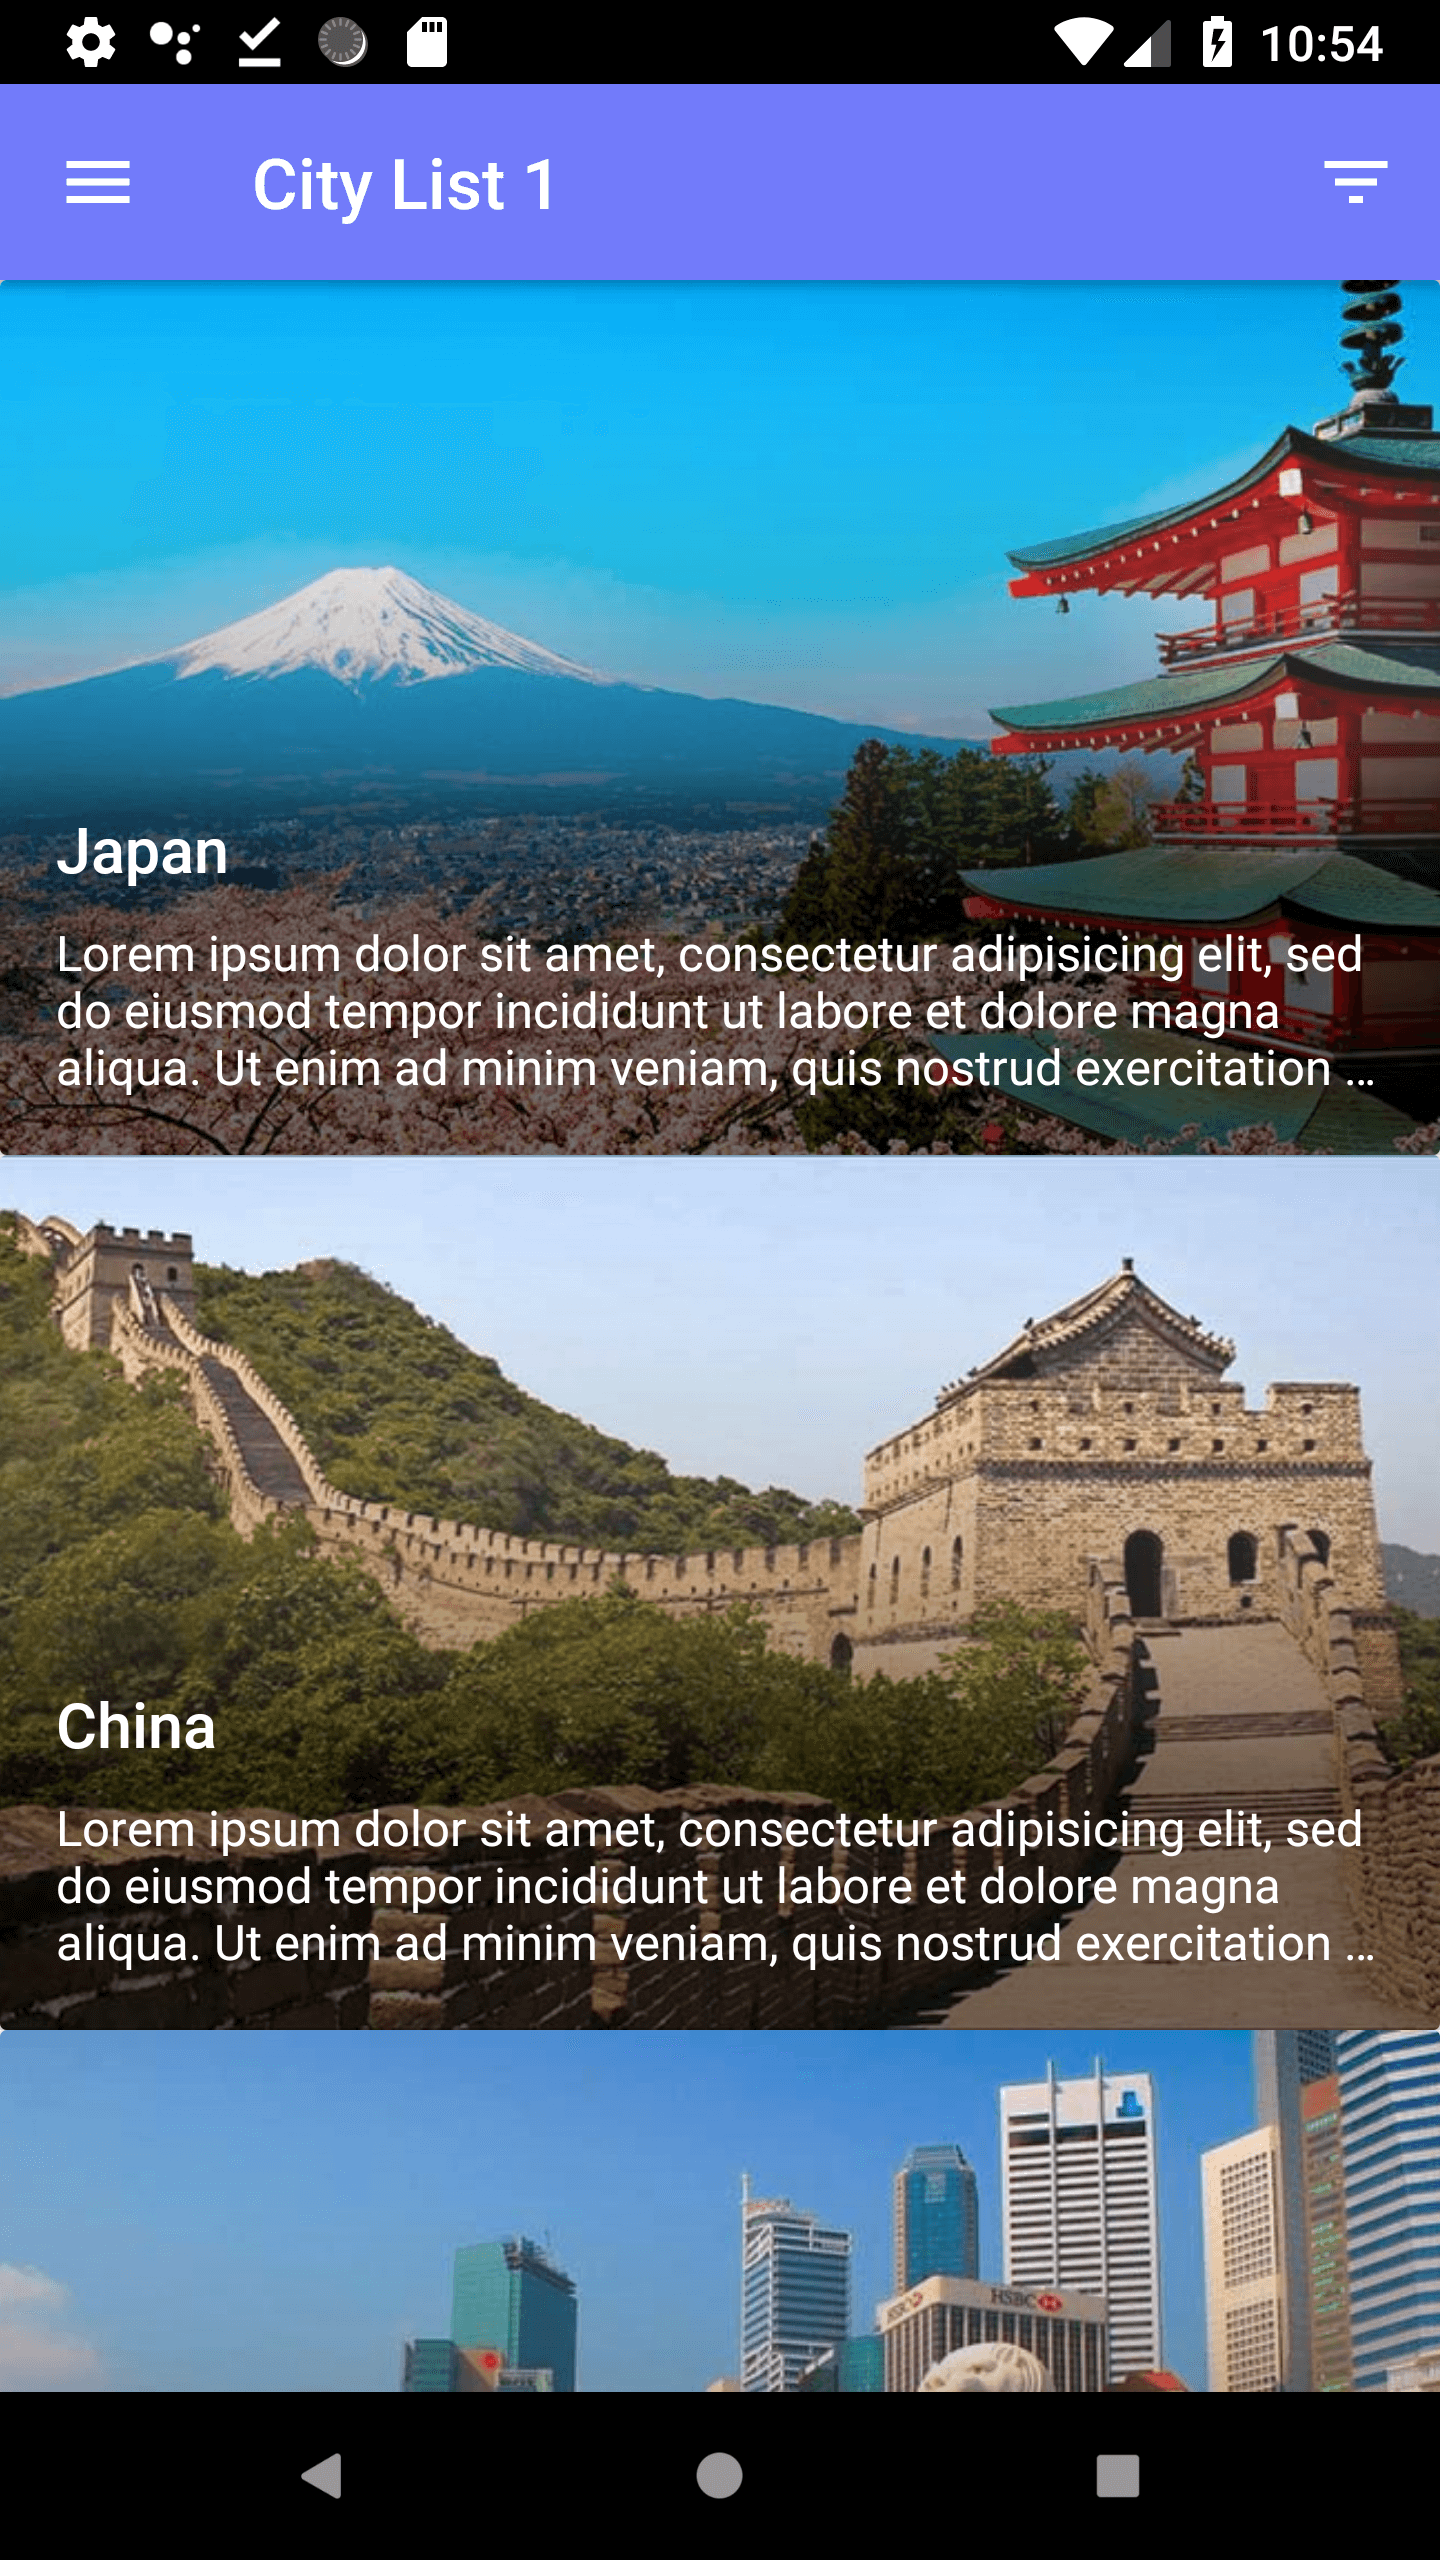 10:54
City List 1
Japan
Lorem ipsum dolor sit amet, consectetur adipisicing elit, sed
do eiusmod tempor incididunt ut labore et dolore magna
aliqua. Ut enim ad minim veniam, quis nostrud exercitation ...
China
Lorem ipsum dolor sit amet, consectetur adipisicing elit, sed
do eiusmod tempor incididunt ut labore et dolore magna
aliqua. Ut enim ad minim veniam, quis nostrud exercitation ...
HSBC